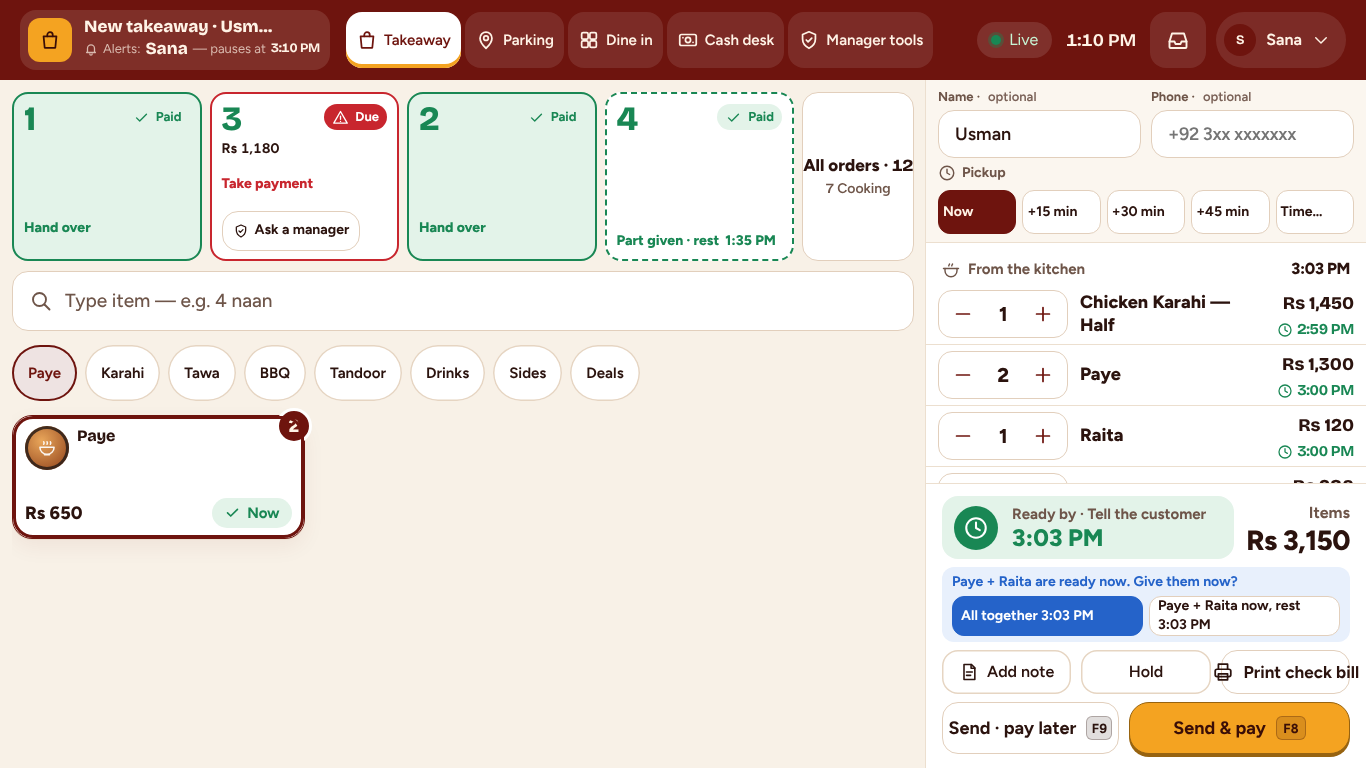 New takeaway · Usm...
Alerts: Sana — pauses at 3:10 PM
Takeaway
Parking
Dine in
Cash desk
Manager tools
Live
1:10 PM
S
Sana
1
Paid
Hand over
3
Due
Rs 1,180
Take payment
Ask a manager
2
Paid
Hand over
4
Paid
Part given · rest 1:35 PM
All orders · 12
7 Cooking
Type item — e.g. 4 naan
Paye
Karahi
Tawa
BBQ
Tandoor
Drinks
Sides
Deals
Paye
2
Rs 650
Now
Name · optional
Phone · optional
Usman
+92 3xx xxxxxxx
Pickup
Now
+15 min
+30 min
+45 min
Time...
From the kitchen
3:03 PM
1
Chicken Karahi —
Half
Rs 1,450
2:59 PM
2
Paye
Rs 1,300
3:00 PM
1
Raita
Rs 120
3:00 PM
Ready by · Tell the customer
3:03 PM
Items
Rs 3,150
Paye + Raita are ready now. Give them now?
All together 3:03 PM
Paye + Raita now, rest
3:03 PM
Add note
Hold
Print check bill
Send · pay later F9
Send & pay F8